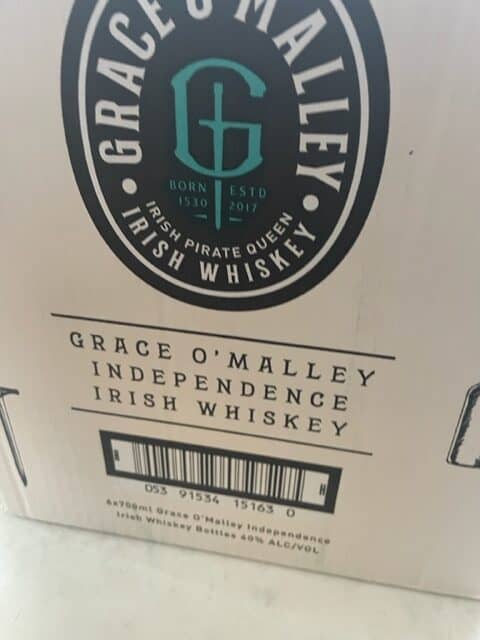 GRACE O'MALLEY
G
BORN ESTD
1530 2017
IRISH PIRATE QUEEN
IRISH WHISKEY
GRACE O'MALLEY
INDEPENDENCE
IRISH WHISKEY
H H
053 91534 15163 0
6x700ml Grace O'Malley Independence
Irish Whiskey Bottles 40% ALC/VOL